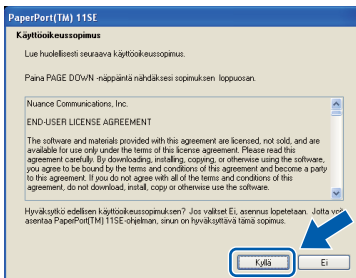 PaperPort(TM) 11SE
Käyttöoikeussopimus
Lue huolellisesti seuraava käyttöoikeussopimus.
Paina PAGE DOWN -näppäintä nähdäksesi sopimuksen loppuosan.
Nuance Communications, Inc.
END-USER LICENSE AGREEMENT
The software and materials provided with this agreement are licensed, not sold, and are
available for use only under the terms of this license agreement. Please read this
agreement carefully. By downloading, installing, copying, or otherwise using the software,
you agree to be bound by the terms and conditions of this agreement and become a party
to this agreement. If you do not agree with all of the terms and conditions of this
agreement, do not download, install, copy or otherwise use the software.
Hyväksytkö edellisen käyttöoikeussopimuksen? Jos valitset Ei, asennus lopetetaan. Jotta
asentaa PaperPort(TM) 11SE-ohjelman, sinun on hyväksyttävä tämä sopimus.
Kyllä
Ei